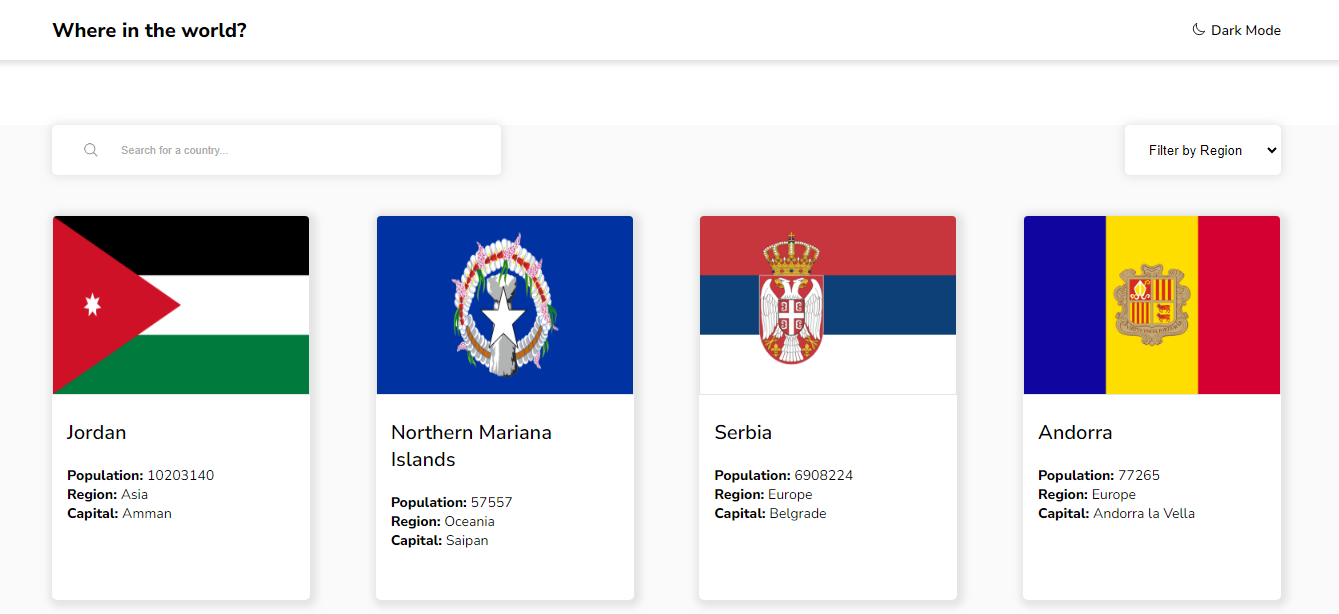 Where in the world?
Dark Mode
Search for a country...
Filter by Region
Jordan
Population: 10203140
Region: Asia
Capital: Amman
Northern Mariana
Islands
Population: 57557
Region: Oceania
Capital: Saipan
Serbia
Population: 6908224
Region: Europe
Capital: Belgrade
Andorra
Population: 77265
Region: Europe
Capital: Andorra la Vella